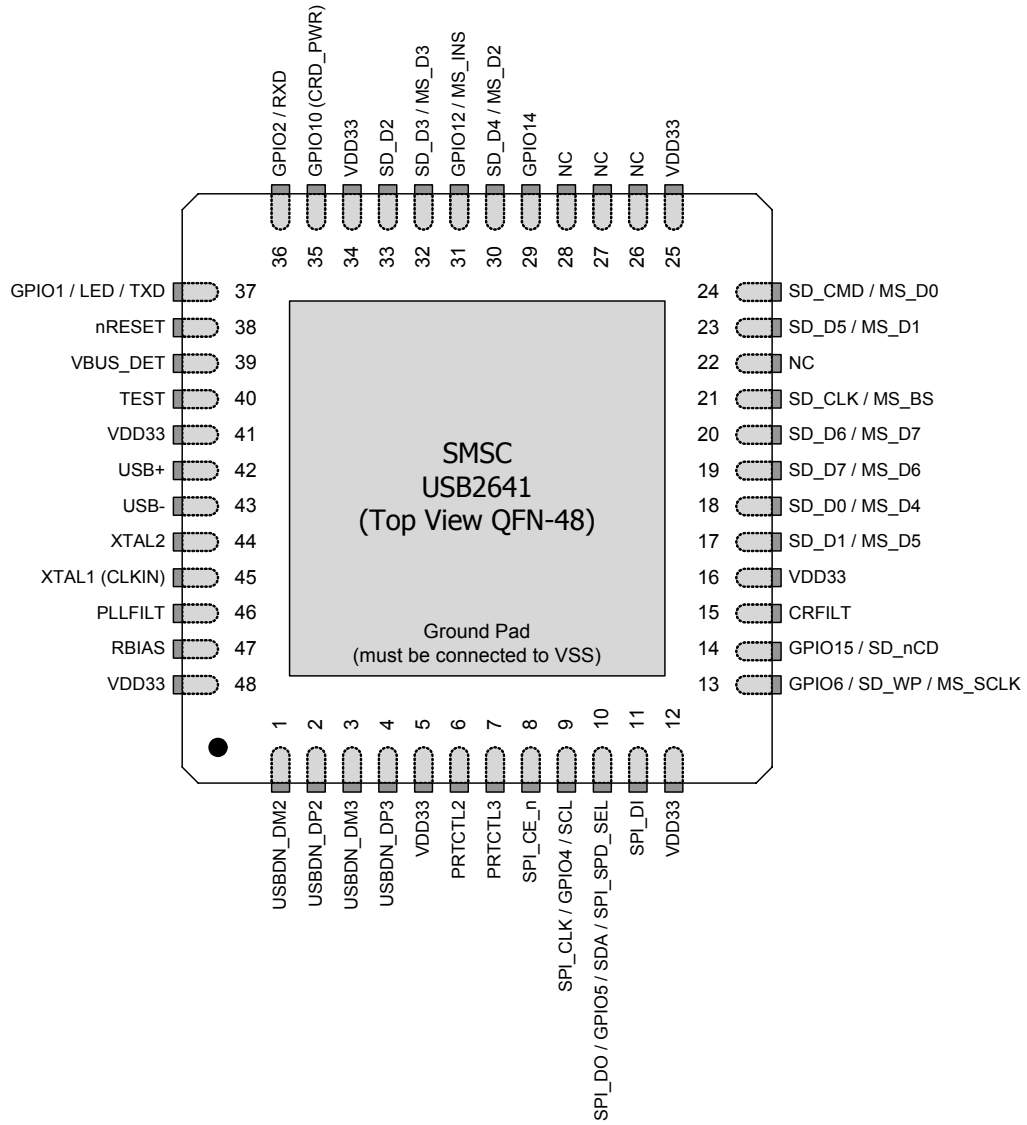 GPIO2 / RXD
GPIO10 (CRD_PWR)
VDD33
SD_D2
SD_D3 / MS_D3
GPIO12 / MS_INS
SD_D4 / MS_D2
GPIO14
NC
NC
NC
VDD33
36
35
34
33
32
31
30
29
28
27
26
25
GPIO1 / LED / TXD 37
nRESET 38
VBUS_DET 39
TEST 40
VDD33 41
USB+ 42
USB- 43
XTAL2 44
XTAL1 (CLKIN) 45
PLLFILT 46
RBIAS 47
VDD33 48
SMSC
USB2641
(Top View QFN-48)
Ground Pad
(must be connected to VSS)
24 SD_CMD / MS_D0
23 SD_D5 / MS_D1
22 NC
21 SD_CLK / MS_BS
20 SD_D6 / MS_D7
19 SD_D7 / MS_D6
18 SD_D0 / MS_D4
17 SD_D1 / MS_D5
16 VDD33
15 CRFILT
14 GPIO15 / SD_nCD
13 GPIO6 / SD_WP / MS_SCLK
1
2
3
4
5
6
7
8
9
10
11
12
USBDN_DM2
USBDN_DP2
USBDN_DM3
USBDN_DP3
VDD33
PRTCTL2
PRTCTL3
SPI_CE_n
SPI_CLK / GPIO4 / SCL
SPI_DO / GPIO5 / SDA / SPI_SPD_SEL
SPI_DI
VDD33